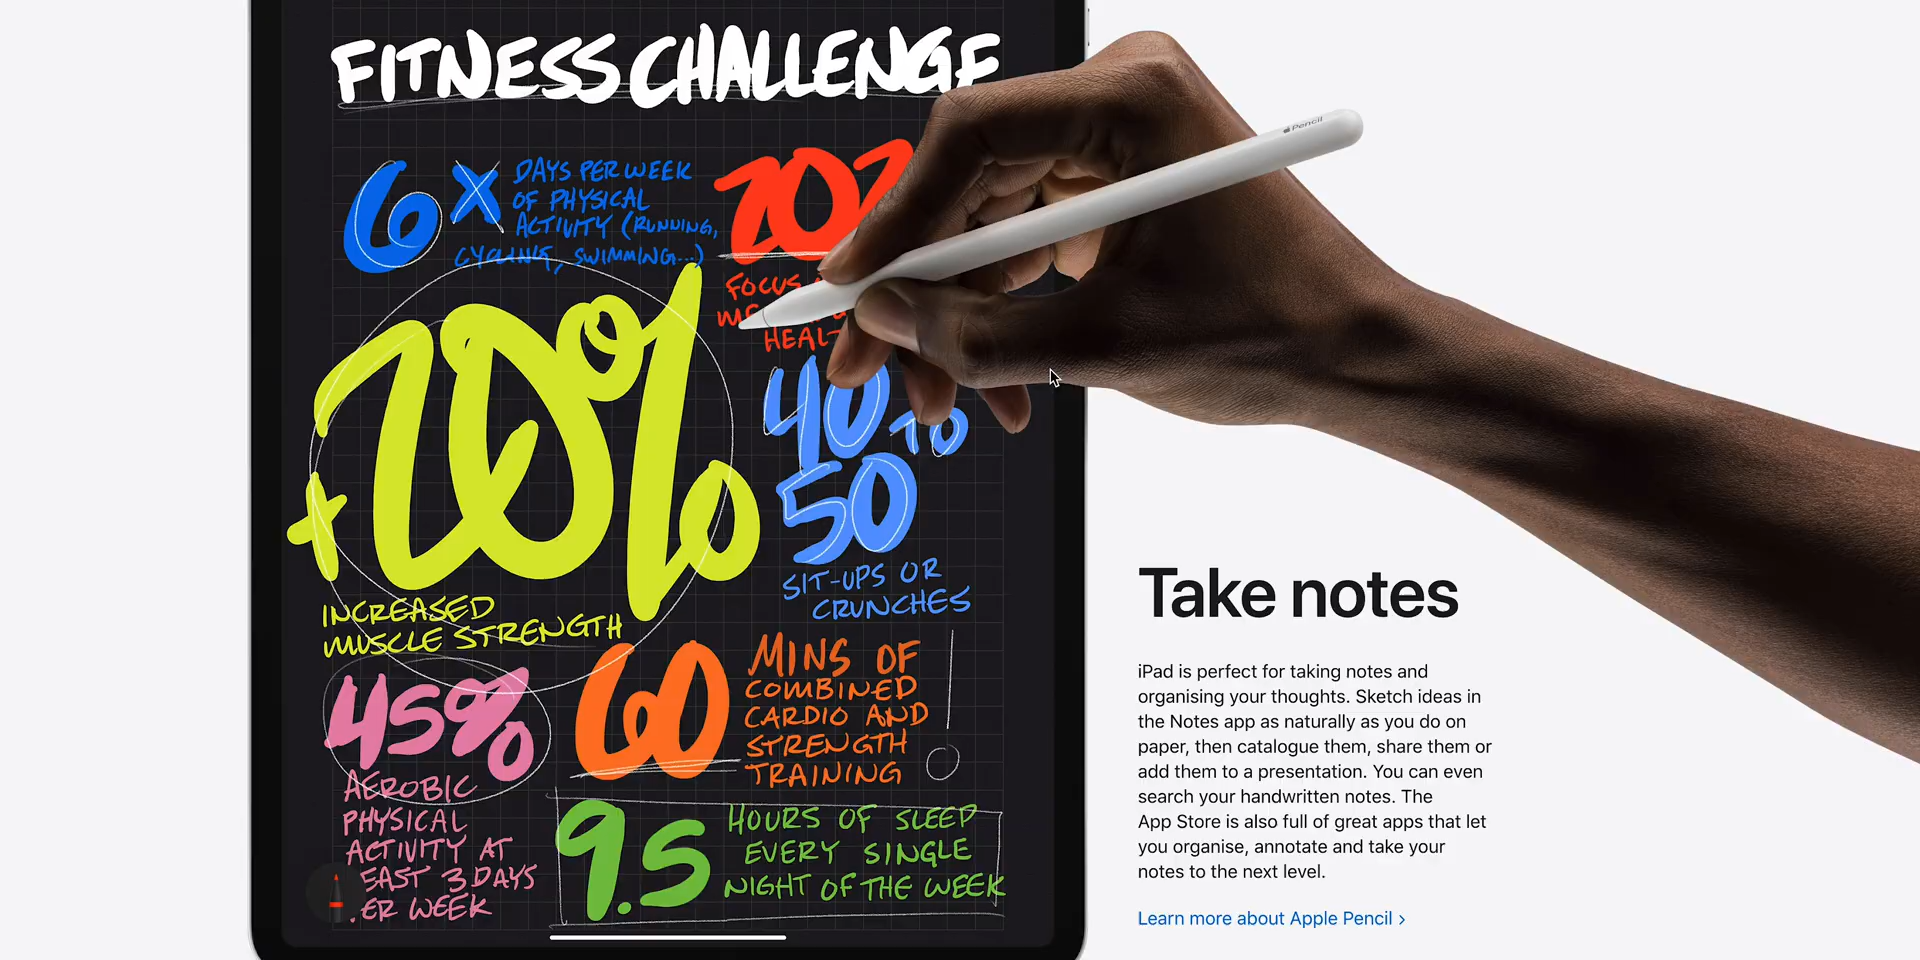 FITNESS CHALLENGE
6 X
DAYS PER WEEK
OF PHYSICAL
ACTIVITY (RUNNING,
CYCLING, SWIMMING...)
FOCUS
HEALT
+20%
INCREASED
MUSCLE STRENGTH
40 TO
50
SIT-UPS OR
CRUNCHES
45%
AEROBIC
PHYSICAL
ACTIVITY AT
EAST 3 DAYS
ER WEEK
60
MINS OF
COMBINED
CARDIO AND
STRENGTH
TRAINING
9.5
HOURS OF SLEEP
EVERY SINGLE
NIGHT OF THE WEEK
Pencil
Take notes
iPad is perfect for taking notes and
organising your thoughts. Sketch ideas in
the Notes app as naturally as you do on
paper, then catalogue them, share them or
add them to a presentation. You can even
search your handwritten notes. The
App Store is also full of great apps that let
you organise, annotate and take your
notes to the next level.
Learn more about Apple Pencil >